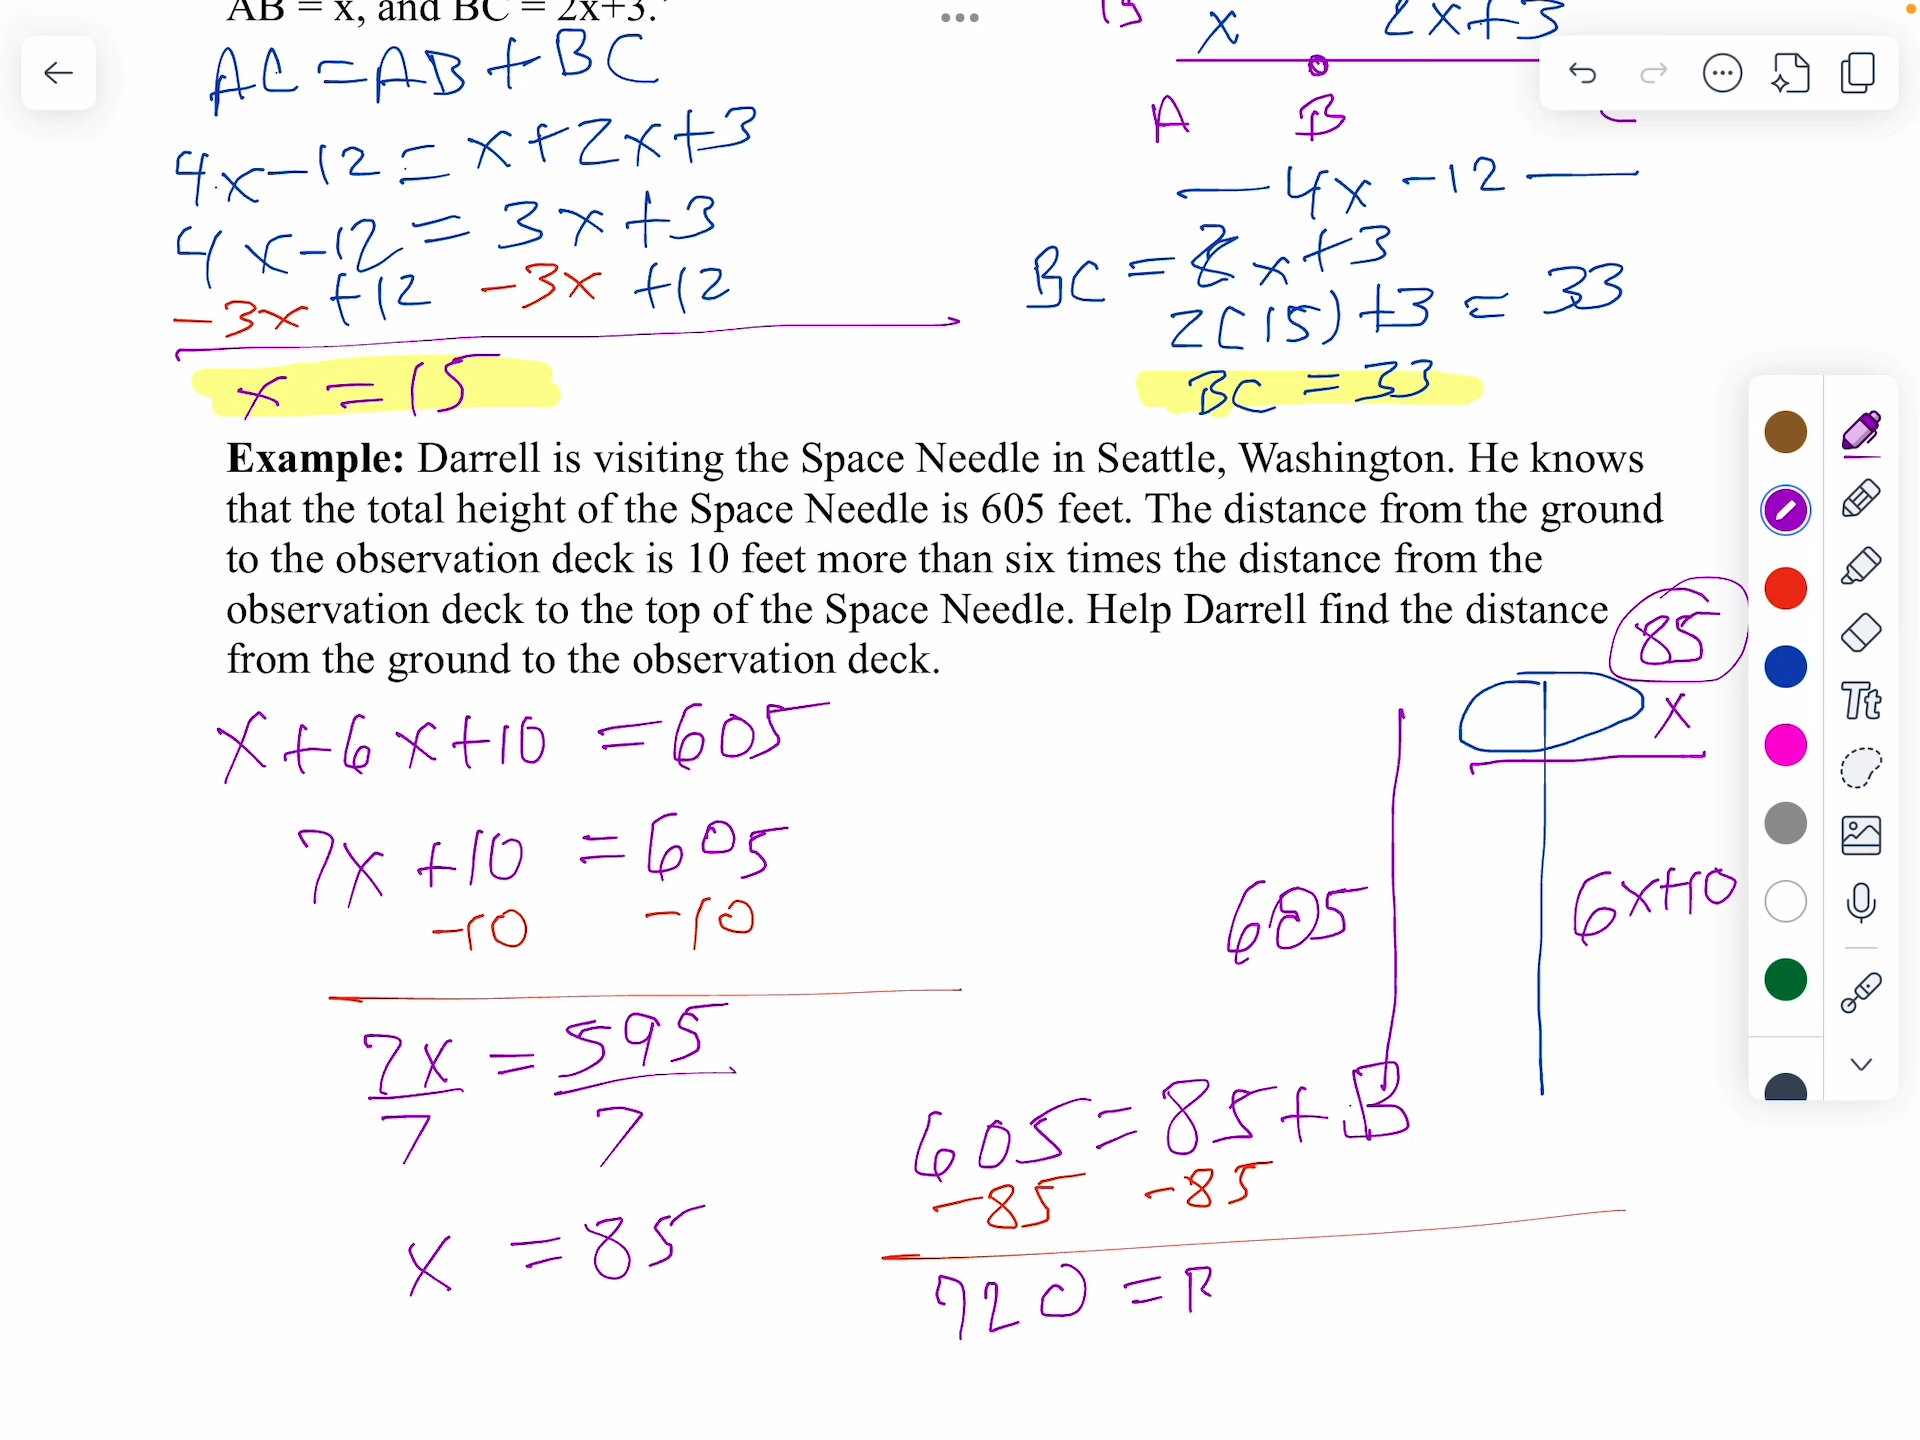 AB = x, and BC = 2x+3.
AC = AB + BC
4x-12 = x+2x+3
4x-12 = 3x+3
-3x +12 -3x +12
x = 15
15
x 2x+3
A B
4x -12
BC = 2x+3
2(15)+3 = 33
BC = 33
Example: Darrell is visiting the Space Needle in Seattle, Washington. He knows
that the total height of the Space Needle is 605 feet. The distance from the ground
to the observation deck is 10 feet more than six times the distance from the
observation deck to the top of the Space Needle. Help Darrell find the distance
from the ground to the observation deck.
85
x
605
6x+10
x+6x+10 = 605
7x+10 = 605
-10 -10
7x = 595
7 7
x = 85
605 = 85+B
-85 -85
720 =
Tt